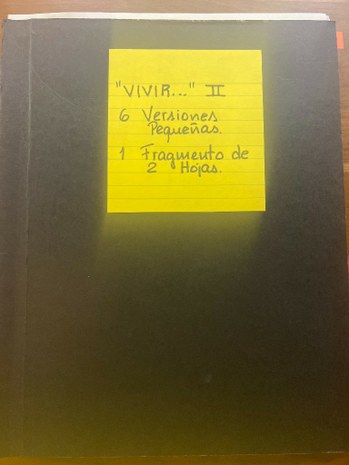 "VIVIR..." II
6 Versiones
Pequeñas.
1 Fragmento de
2 Hojas.